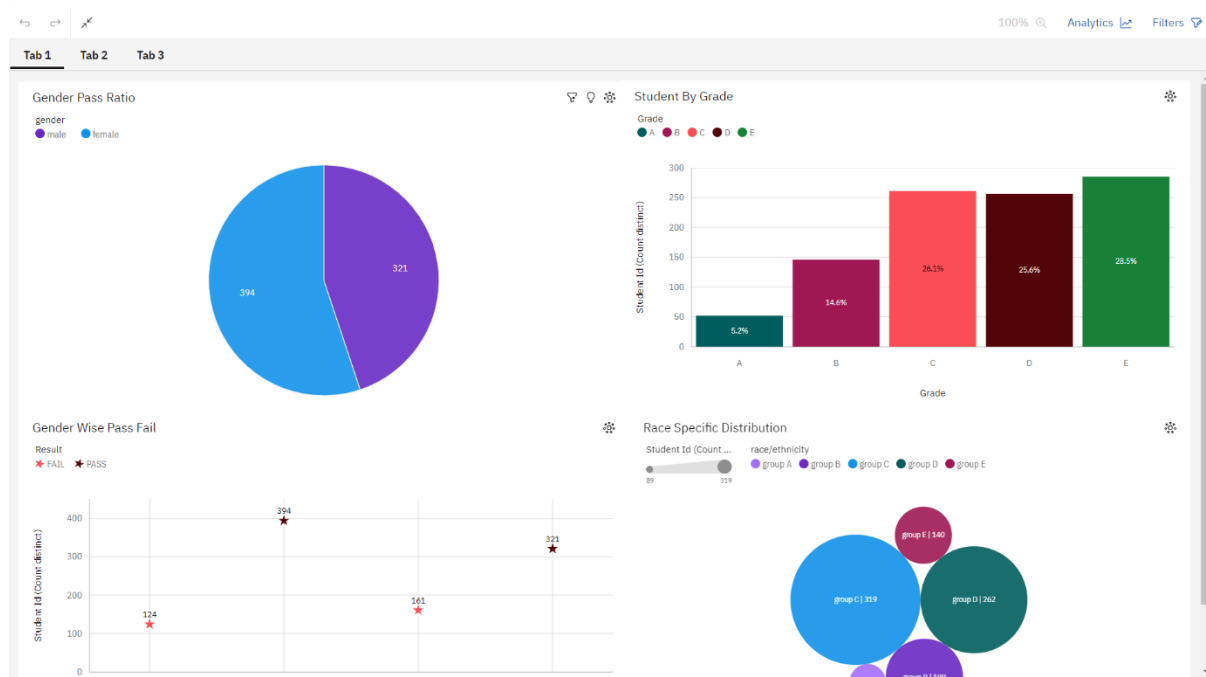 100% Analytics Filters
Tab 1 Tab 2 Tab 3
Gender Pass Ratio
gender
male female
321
394
Student By Grade
Grade
A B C D E
300
250
200
150
100
50
0
Student Id (Count distinct)
5.2%
14.6%
26.1%
25.6%
28.5%
A B C D E
Grade
Gender Wise Pass Fail
Result
FAIL PASS
400
300
200
100
0
Student Id (Count distinct)
124
394
161
321
Race Specific Distribution
Student Id (Count ...
89 319
race/ethnicity
group A group B group C group D group E
group E | 140
group C | 319
group D | 262